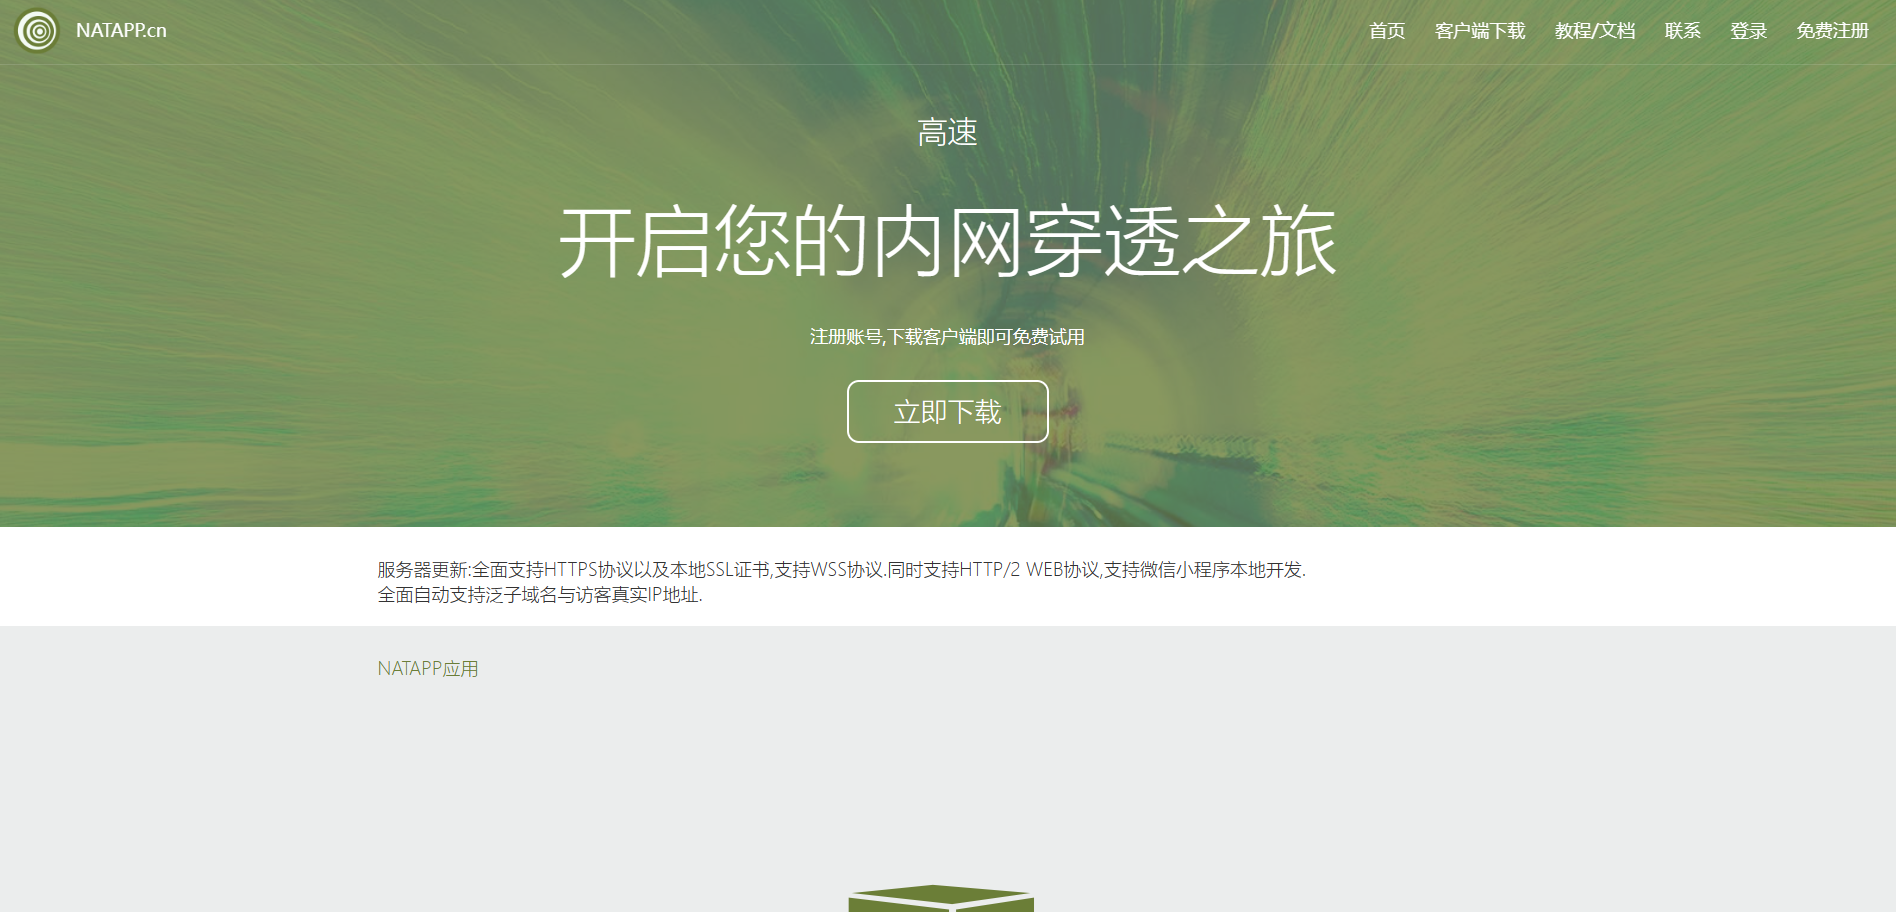 NATAPP.cn
首页 客户端下载 教程/文档 联系 登录 免费注册
高速
开启您的内网穿透之旅
注册账号,下载客户端即可免费试用
立即下载
服务器更新:全面支持HTTPS协议以及本地SSL证书,支持WSS协议.同时支持HTTP/2 WEB协议,支持微信小程序本地开发.
全面自动支持泛子域名与访客真实IP地址.
NATAPP应用